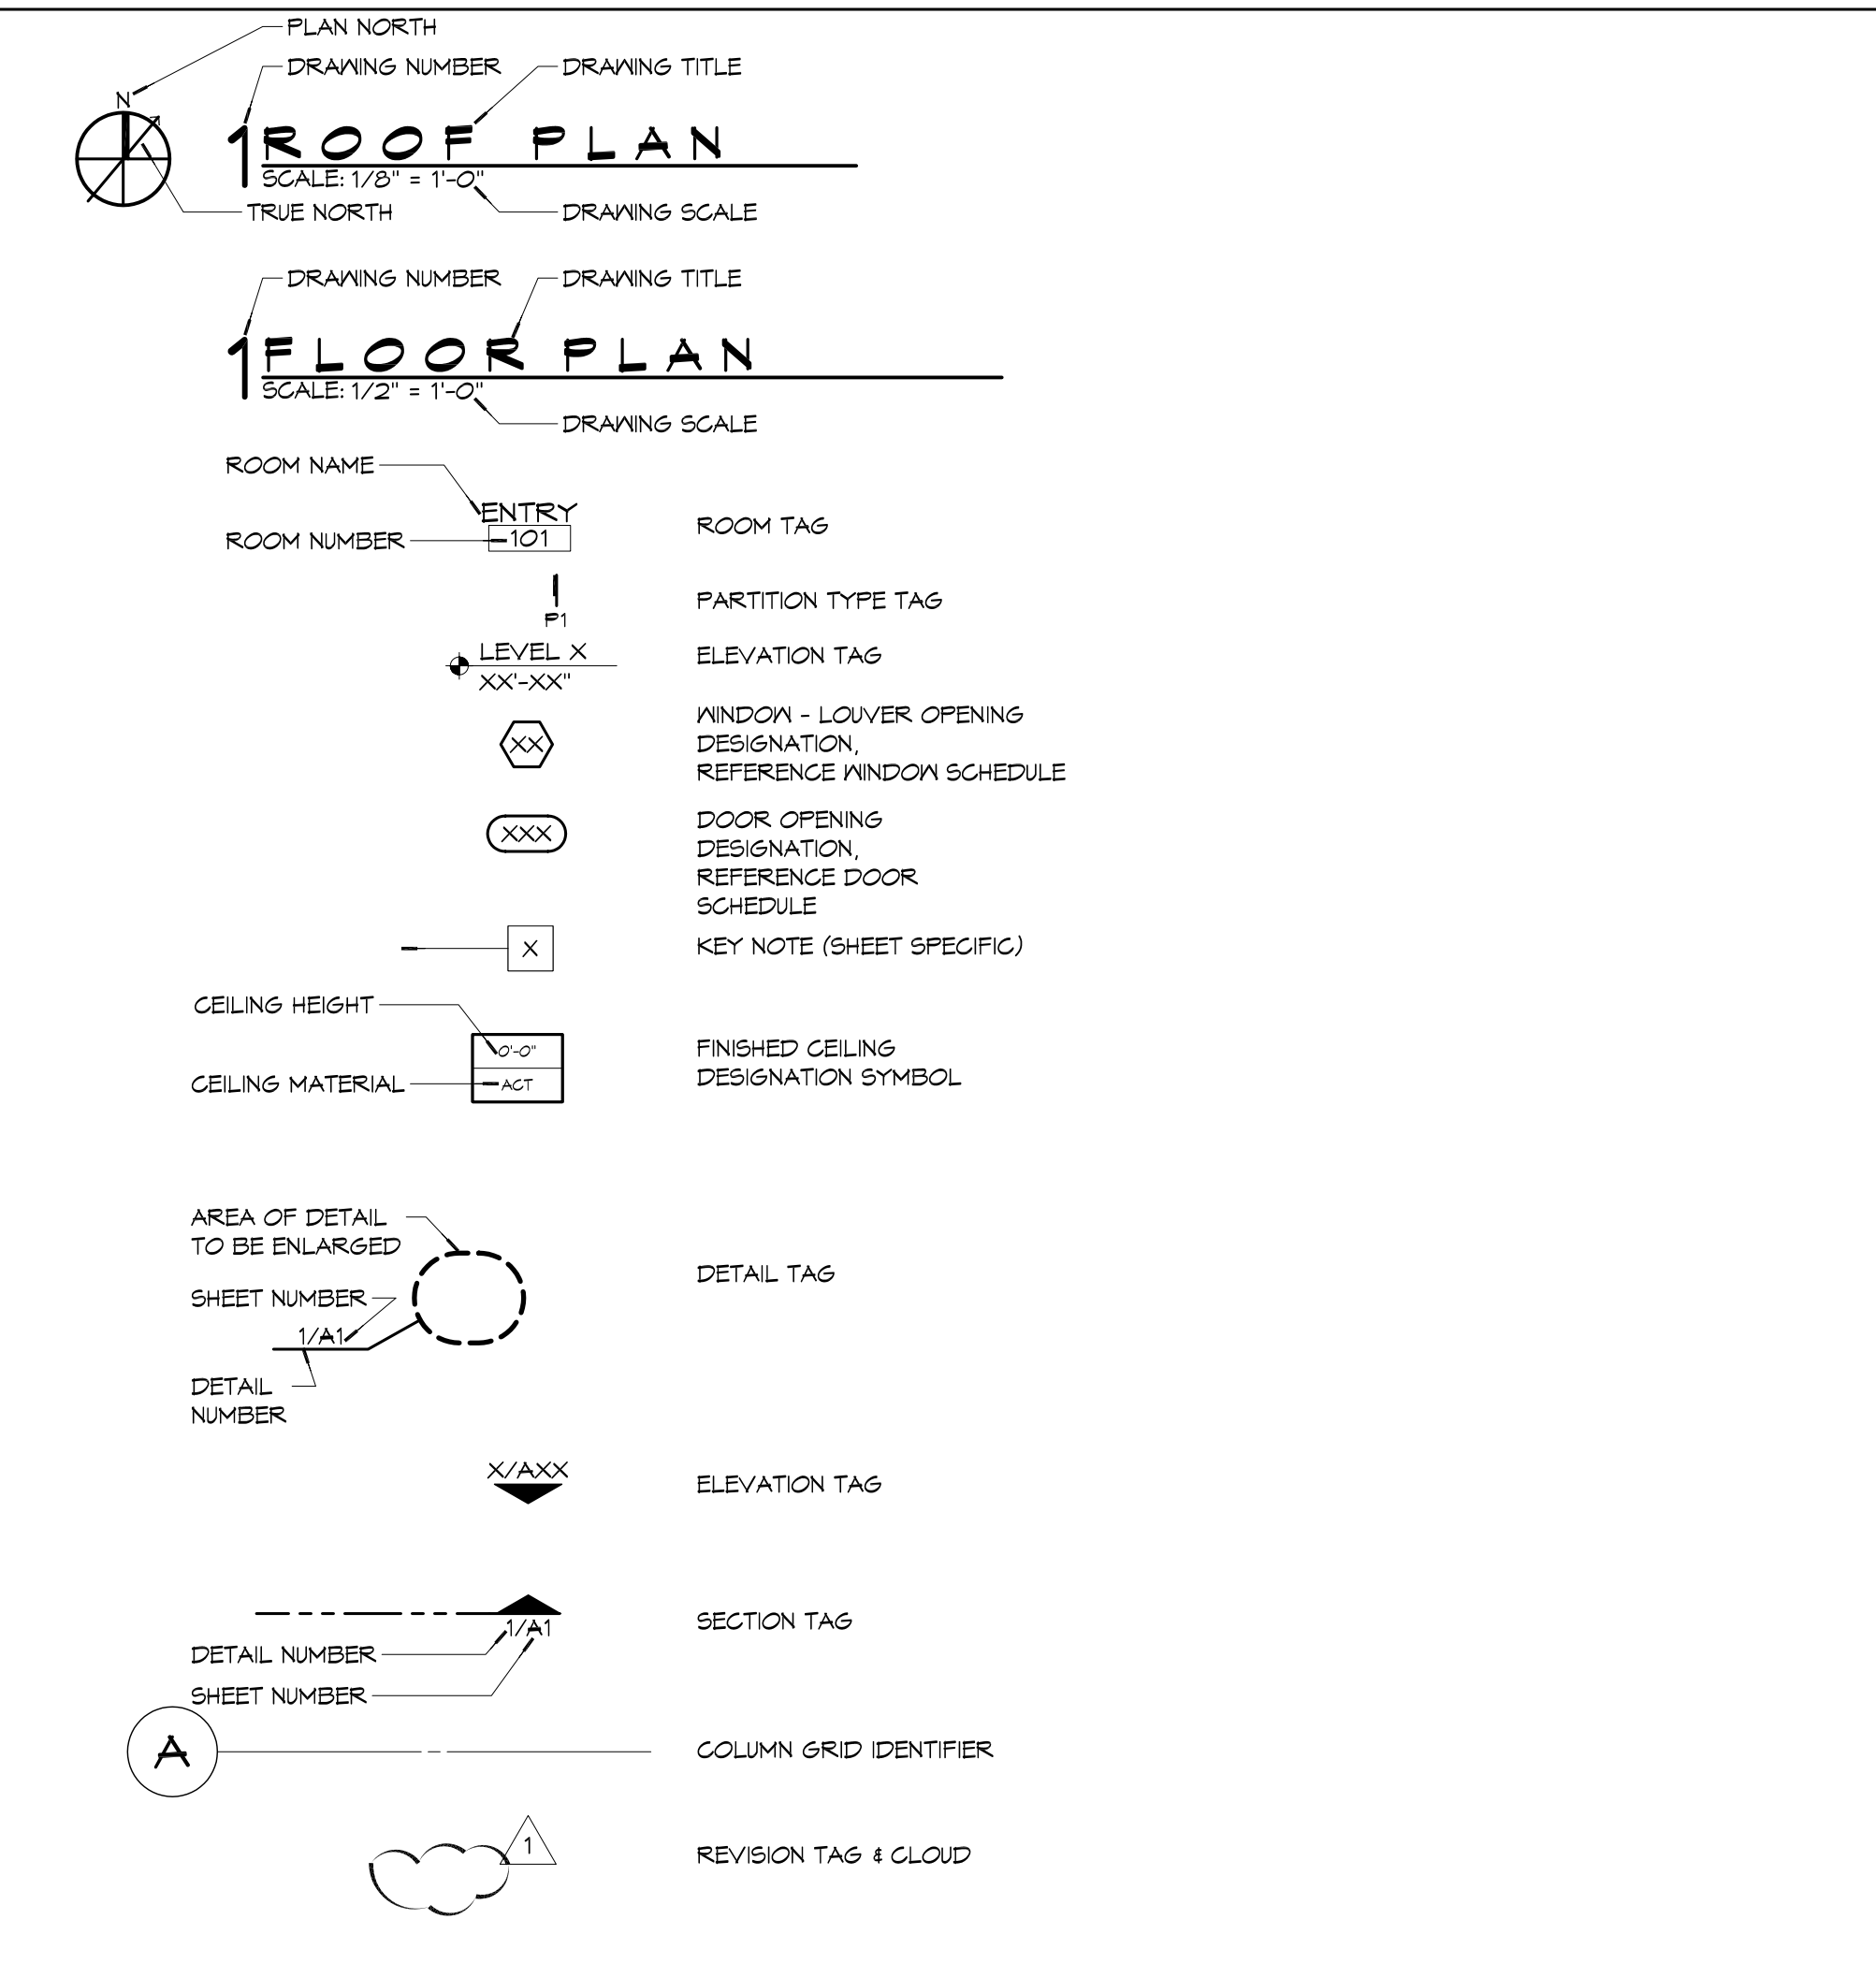 PLAN NORTH
DRAWING NUMBER
DRAWING TITLE
N
1 ROOF PLAN
SCALE: 1/8" = 1'-0"
TRUE NORTH
DRAWING SCALE
DRAWING NUMBER
DRAWING TITLE
1 FLOOR PLAN
SCALE: 1/2" = 1'-0"
DRAWING SCALE
ROOM NAME
ENTRY
ROOM NUMBER
101
ROOM TAG
P1
PARTITION TYPE TAG
LEVEL X
XX'-XX"
ELEVATION TAG
XX
WINDOW - LOUVER OPENING
DESIGNATION,
REFERENCE WINDOW SCHEDULE
XXX
DOOR OPENING
DESIGNATION,
REFERENCE DOOR
SCHEDULE
X
KEY NOTE (SHEET SPECIFIC)
CEILING HEIGHT
0'-0"
CEILING MATERIAL
ACT
FINISHED CEILING
DESIGNATION SYMBOL
AREA OF DETAIL
TO BE ENLARGED
SHEET NUMBER
1/A1
DETAIL
NUMBER
DETAIL TAG
X/AXX
ELEVATION TAG
1/A1
SECTION TAG
DETAIL NUMBER
SHEET NUMBER
A
COLUMN GRID IDENTIFIER
1
REVISION TAG & CLOUD